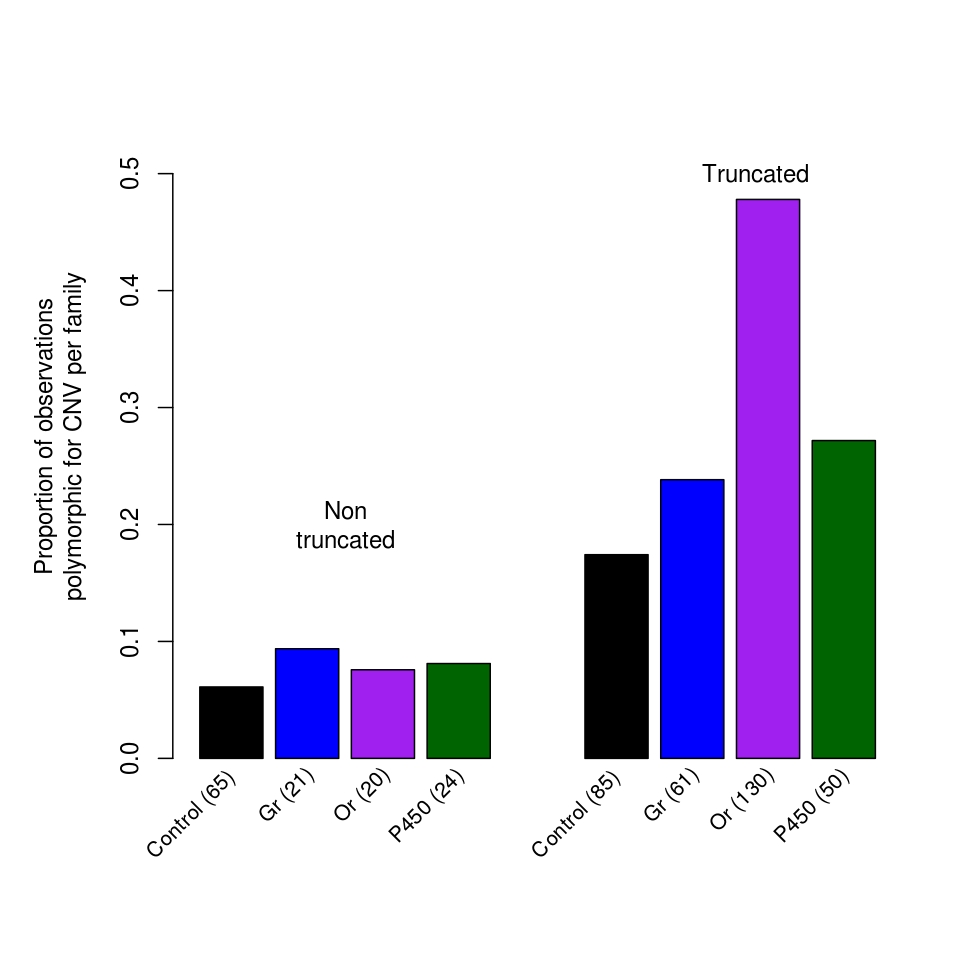 Proportion of observations
polymorphic for CNV per family
0.5
0.4
0.3
0.2
0.1
0.0
Non
truncated
Truncated
Control (65)
Gr (21)
Or (20)
P450 (24)
Control (85)
Gr (61)
Or (130)
P450 (50)